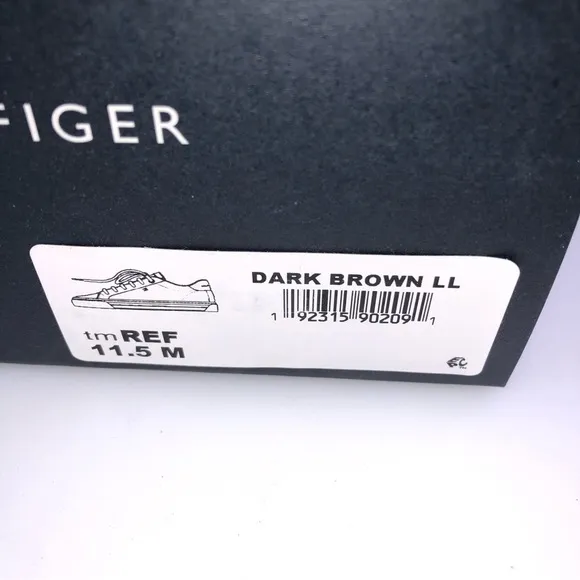 FIGER
DARK BROWN LL
1 92315 90209 1
tmREF
11.5 M